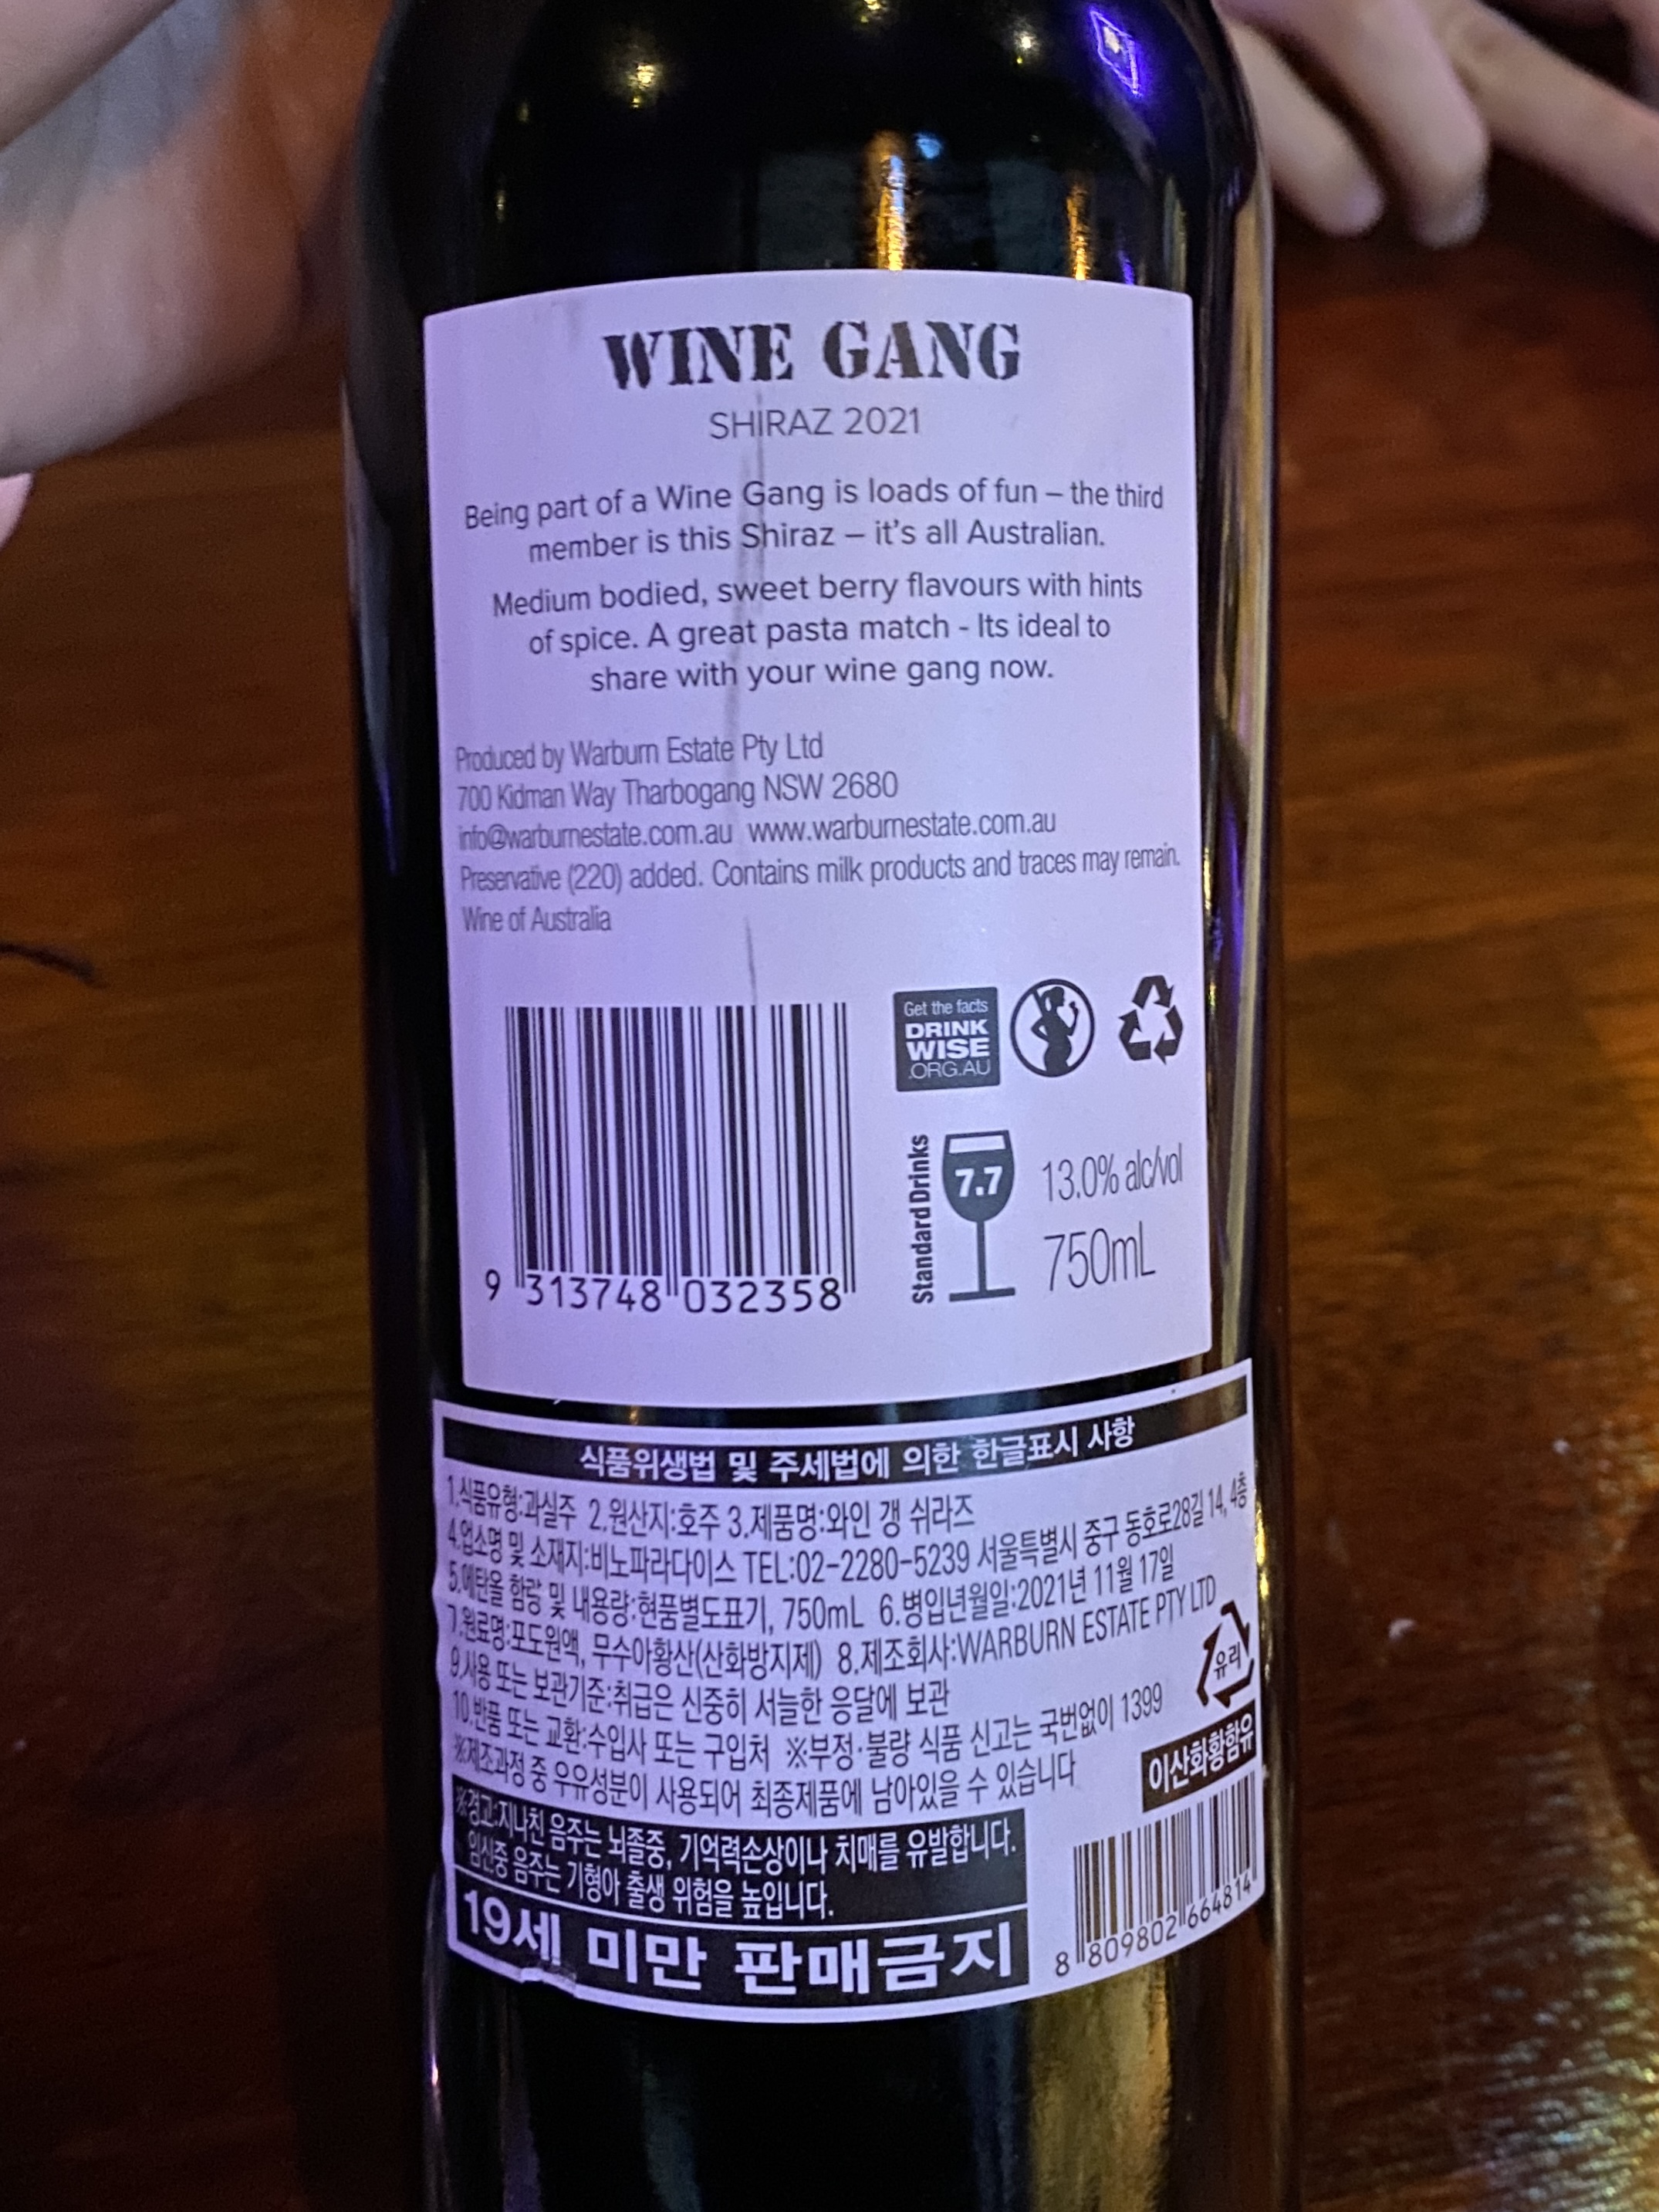 WINE GANG
SHIRAZ 2021
Being part of a Wine Gang is loads of fun – the third
member is this Shiraz – it's all Australian.
Medium bodied, sweet berry flavours with hints
of spice. A great pasta match - Its ideal to
share with your wine gang now.
Produced by Warburn Estate Pty Ltd
700 Kidman Way Tharbogang NSW 2680
info@warburnestate.com.au www.warburnestate.com.au
Preservative (220) added. Contains milk products and traces may remain.
Wine of Australia
Get the facts
DRINK
WISE
.ORG.AU
Standard Drinks
7.7
13.0% alc/vol
750mL
9 313748 032358
식품위생법 및 주세법에 의한 한글표시 사항
1.식품유형:과실주 2.원산지:호주 3.제품명:와인 갱 쉬라즈
4.업소명 및 소재지:비노파라다이스 TEL:02-2280-5239 서울특별시 중구 동호로28길 14, 4층
5.에탄올 함량 및 내용량:현품별도표기, 750mL 6.병입년월일:2021년 11월 17일
7.원료명:포도원액, 무수아황산(산화방지제) 8.제조회사:WARBURN ESTATE PTY LTD
9.사용 또는 보관기준:취급은 신중히 서늘한 응달에 보관
10.반품 또는 교환:수입사 또는 구입처 ※부정·불량 식품 신고는 국번없이 1399
※제조과정 중 우유성분이 사용되어 최종제품에 남아있을 수 있습니다
유리
이산화황함유
※경고:지나친 음주는 뇌졸중, 기억력손상이나 치매를 유발합니다.
임신중 음주는 기형아 출생 위험을 높입니다.
19세 미만 판매금지
8 809802 664814